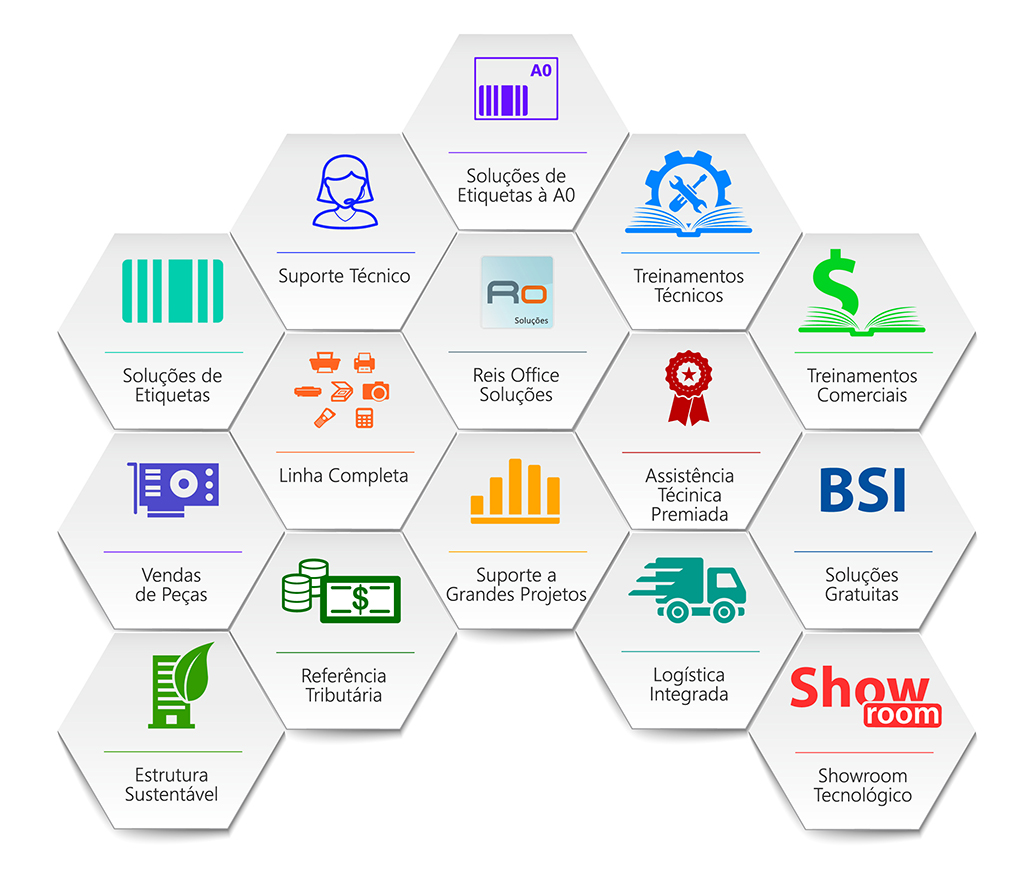 A0
Soluções de
Etiquetas à A0
Suporte Técnico
Treinamentos
Técnicos
Soluções de
Etiquetas
Ro
Soluções
Reis Office
Soluções
$
Treinamentos
Comerciais
Linha Completa
Assistência
Técinica
Premiada
Vendas
de Peças
Suporte a
Grandes Projetos
BSI
Soluções
Gratuitas
$
Referência
Tributária
Logística
Integrada
Estrutura
Sustentável
Show
room
Showroom
Tecnológico